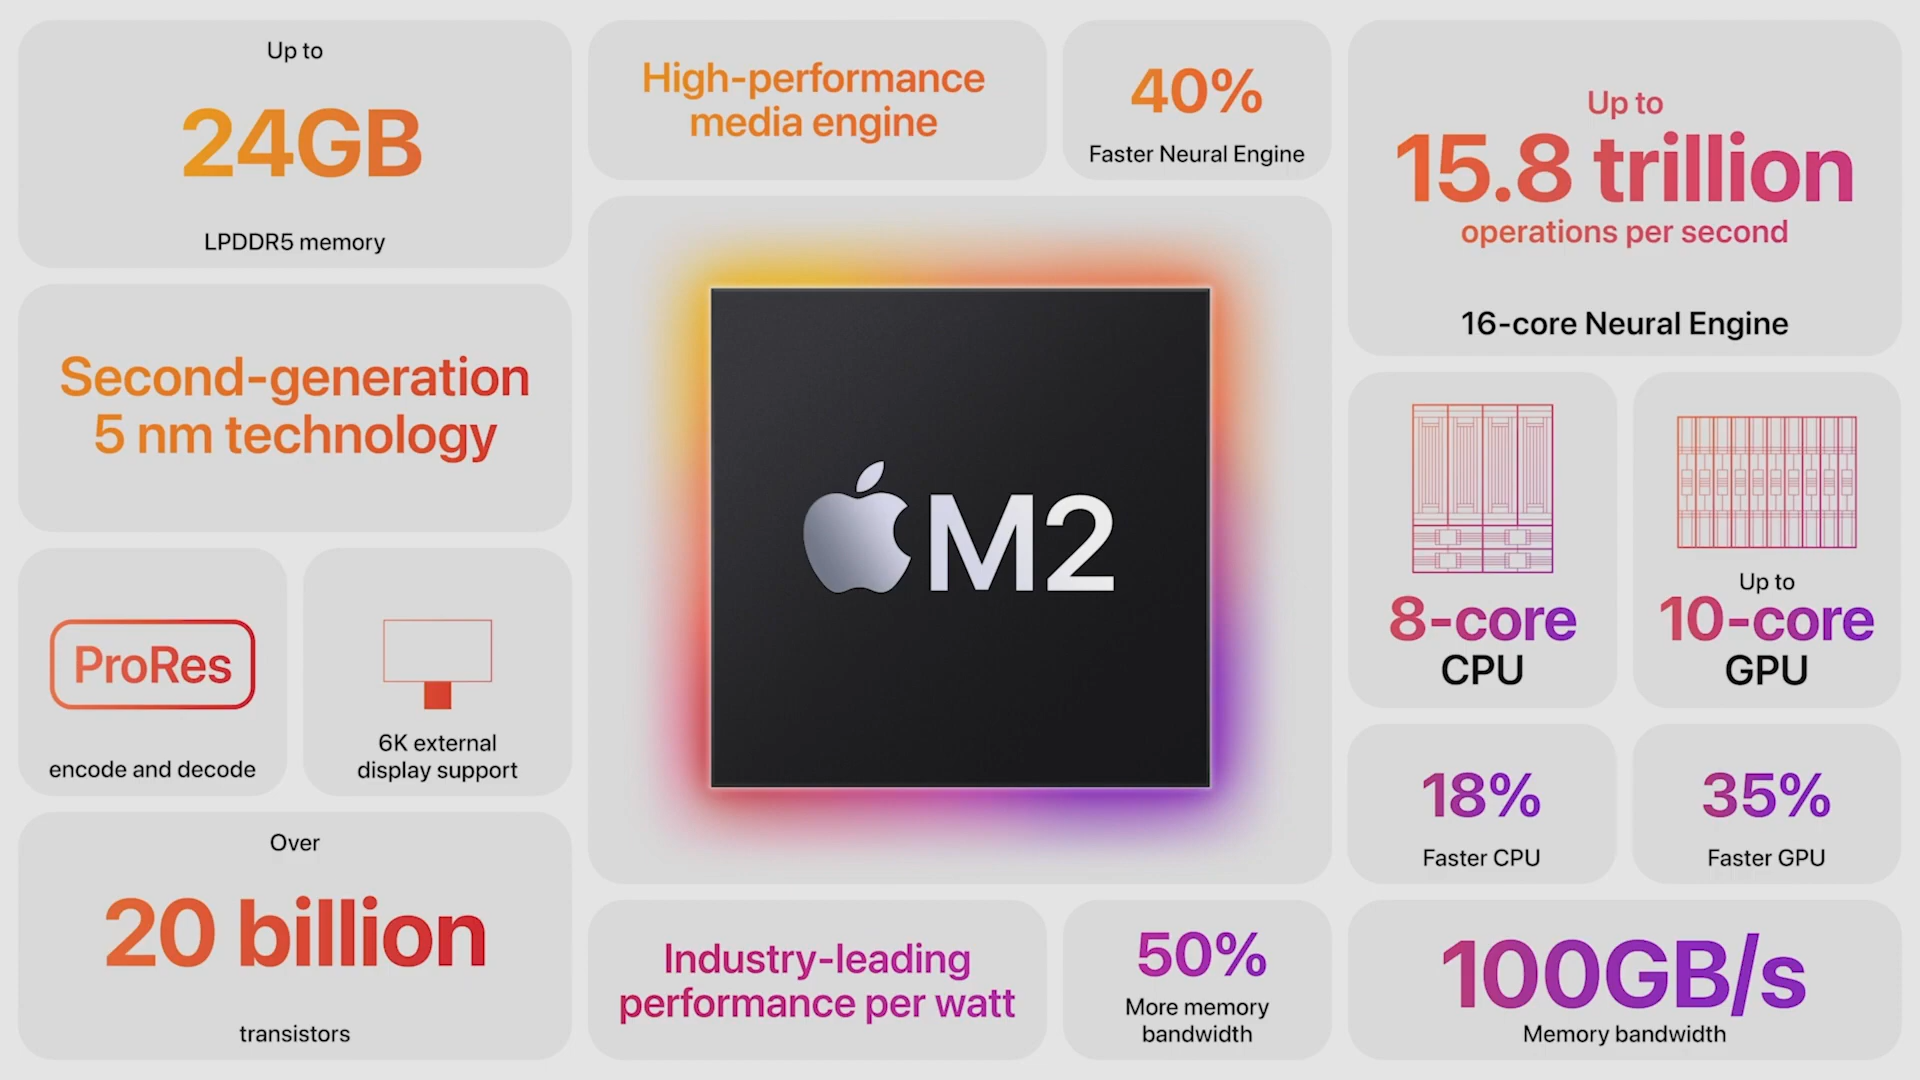 Up to
24GB
LPDDR5 memory
High-performance
media engine
40%
Faster Neural Engine
Up to
15.8 trillion
operations per second
16-core Neural Engine
Second-generation
5 nm technology
M2
8-core
CPU
Up to
10-core
GPU
ProRes
encode and decode
6K external
display support
18%
Faster CPU
35%
Faster GPU
Over
20 billion
transistors
Industry-leading
performance per watt
50%
More memory
bandwidth
100GB/s
Memory bandwidth